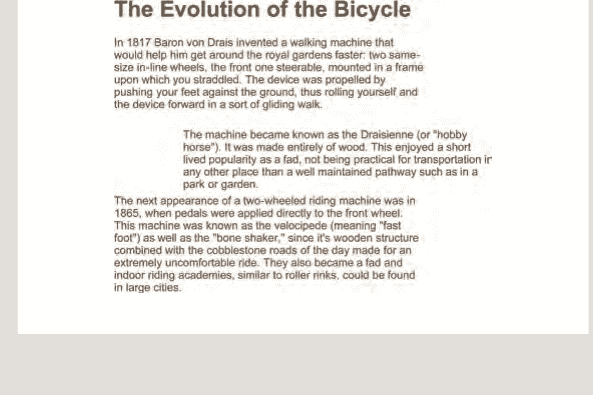 The Evolution of the Bicycle
In 1817 Baron von Drais invented a walking machine that
would help him get around the royal gardens faster: two same-
size in-line wheels, the front one steerable, mounted in a frame
upon which you straddled. The device was propelled by
pushing your feet against the ground, thus rolling yourself and
the device forward in a sort of gliding walk.
The machine became known as the Draisienne (or "hobby
horse"). It was made entirely of wood. This enjoyed a short
lived popularity as a fad, not being practical for transportation in
any other place than a well maintained pathway such as in a
park or garden.
The next appearance of a two-wheeled riding machine was in
1865, when pedals were applied directly to the front wheel.
This machine was known as the velocipede (meaning "fast
foot") as well as the "bone shaker," since it's wooden structure
combined with the cobblestone roads of the day made for an
extremely uncomfortable ride. They also became a fad and
indoor riding academies, similar to roller rinks, could be found
in large cities.